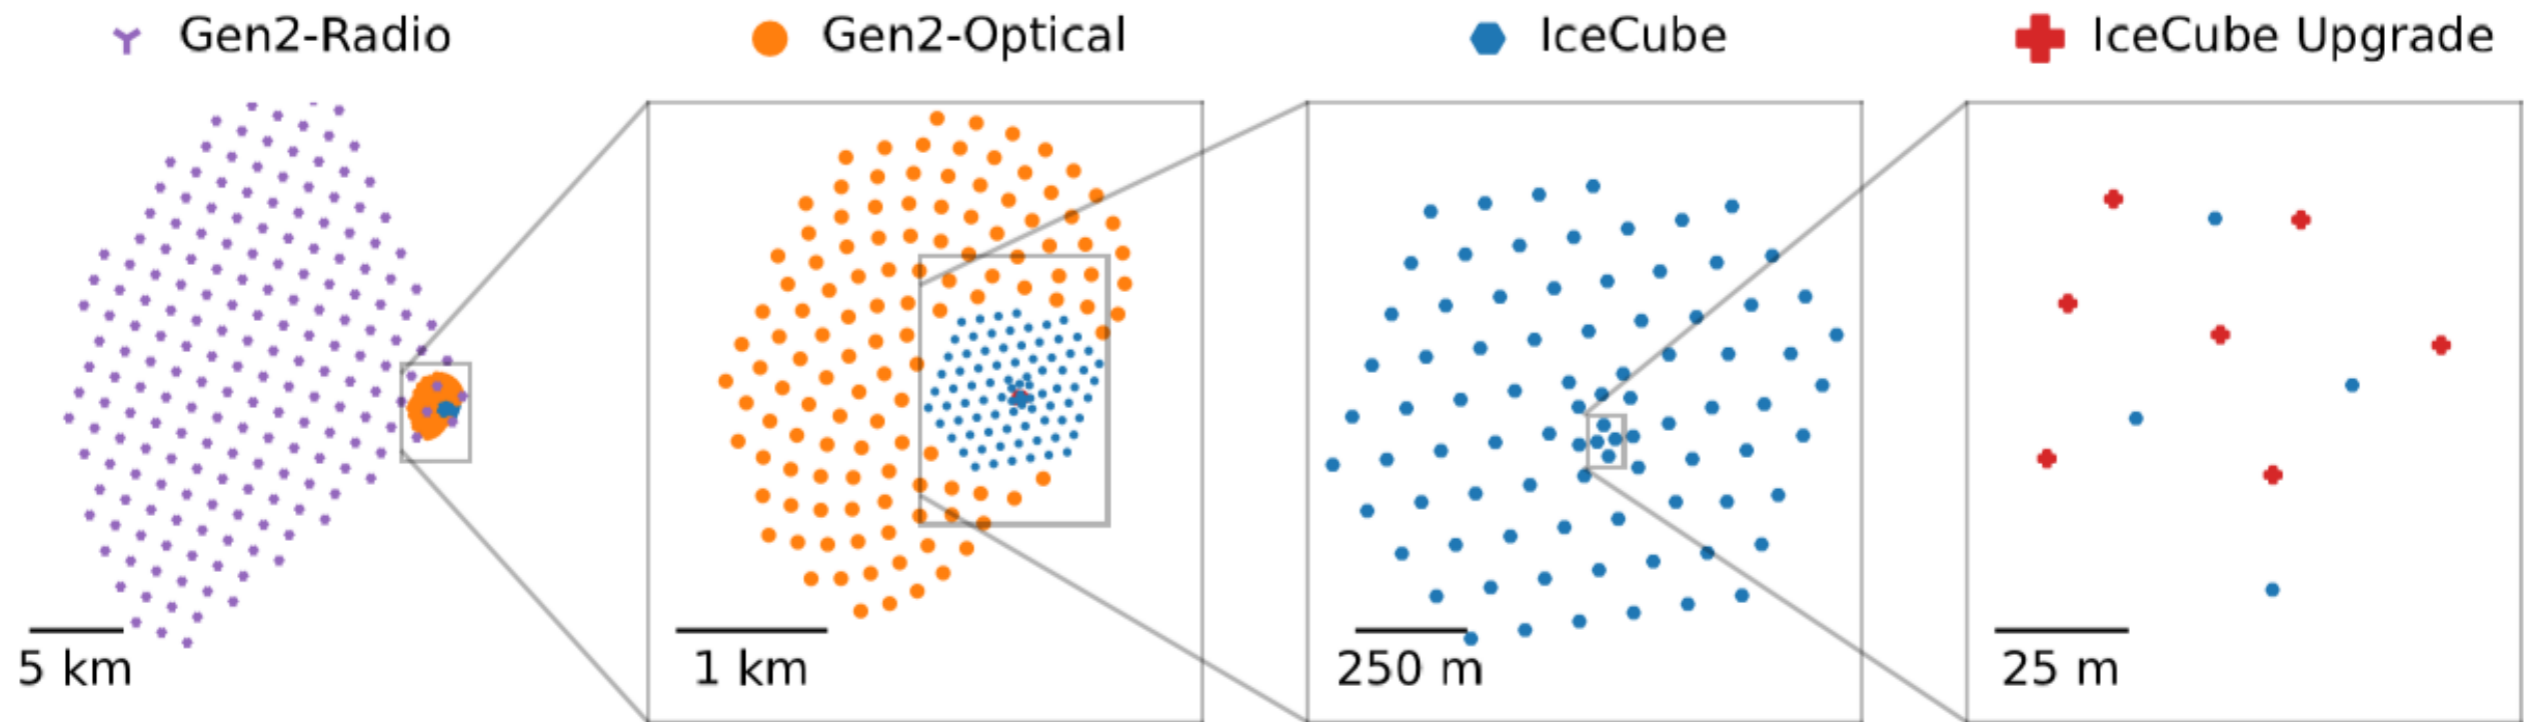 Gen2-Radio
Gen2-Optical
IceCube
IceCube Upgrade
5 km
1 km
250 m
25 m